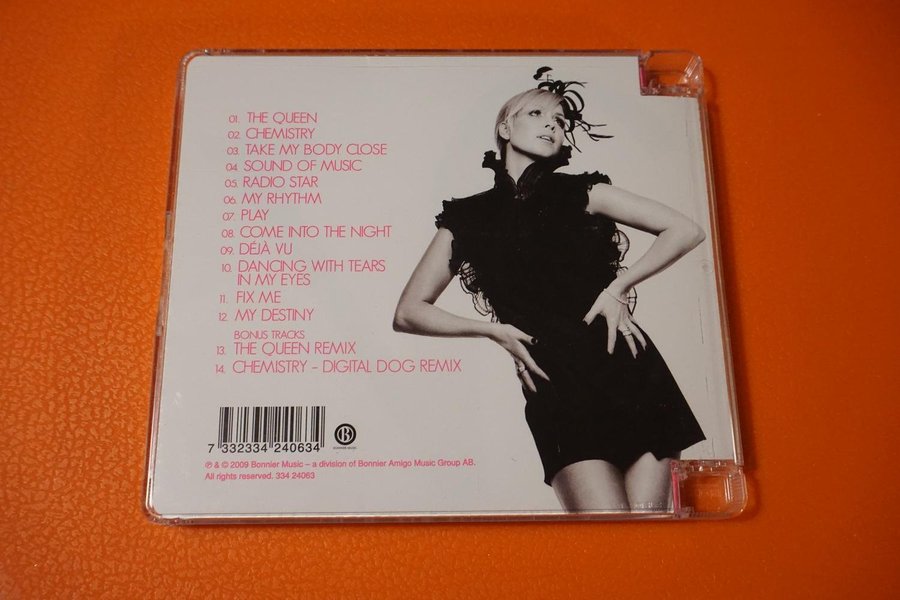 01. THE QUEEN
02. CHEMISTRY
03. TAKE MY BODY CLOSE
04. SOUND OF MUSIC
05. RADIO STAR
06. MY RHYTHM
07. PLAY
08. COME INTO THE NIGHT
09. DÉJÀ VU
10. DANCING WITH TEARS
IN MY EYES
11. FIX ME
12. MY DESTINY
BONUS TRACKS
13. THE QUEEN REMIX
14. CHEMISTRY – DIGITAL DOG REMIX
7 332334 240634
B
BONNIER MUSIC
℗ & © 2009 Bonnier Music – a division of Bonnier Amigo Music Group AB.
All rights reserved. 334 24063